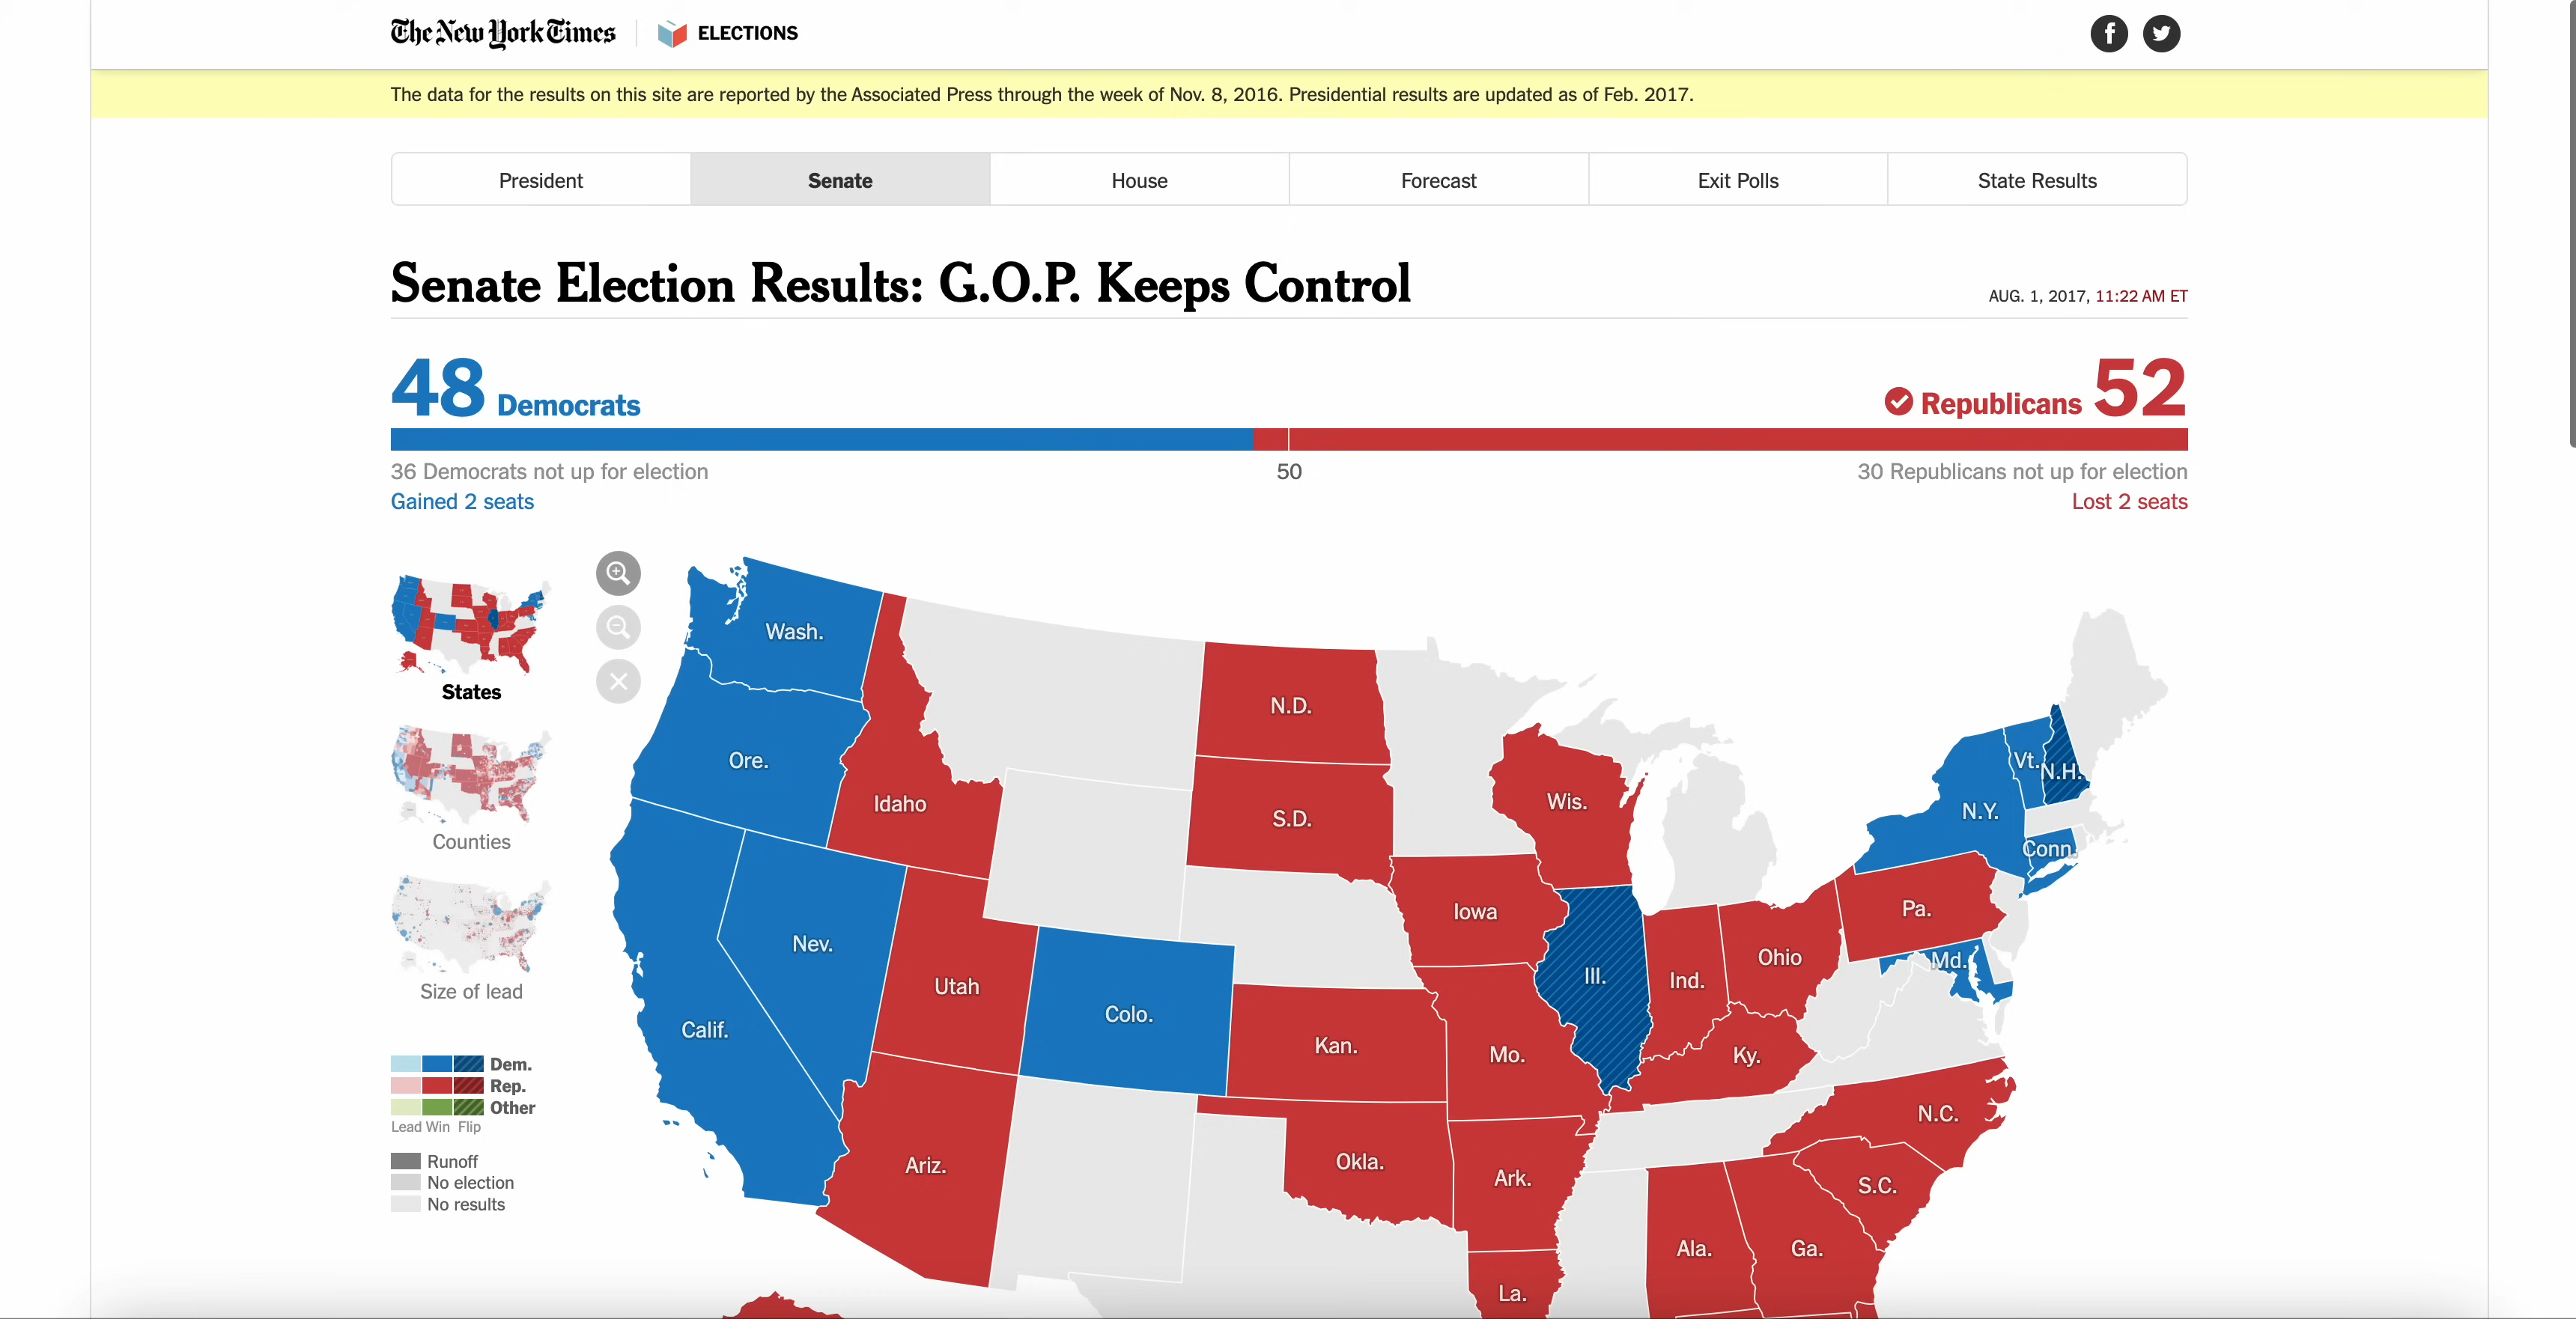 The New York Times
ELECTIONS
The data for the results on this site are reported by the Associated Press through the week of Nov. 8, 2016. Presidential results are updated as of Feb. 2017.
President Senate House Forecast Exit Polls State Results
Senate Election Results: G.O.P. Keeps Control
AUG. 1, 2017, 11:22 AM ET
48 Democrats
Republicans 52
36 Democrats not up for election
50
30 Republicans not up for election
Gained 2 seats
Lost 2 seats
States
Counties
Size of lead
Dem.
Rep.
Other
Lead Win Flip
Runoff
No election
No results
Wash.
N.D.
Ore.
Vt.
N.H.
Idaho
S.D.
Wis.
N.Y.
Conn.
Iowa
Pa.
Nev.
Utah
Ill.
Ind.
Ohio
Md.
Calif.
Colo.
Kan.
Mo.
Ky.
N.C.
Ariz.
Okla.
Ark.
S.C.
Ala.
Ga.
La.